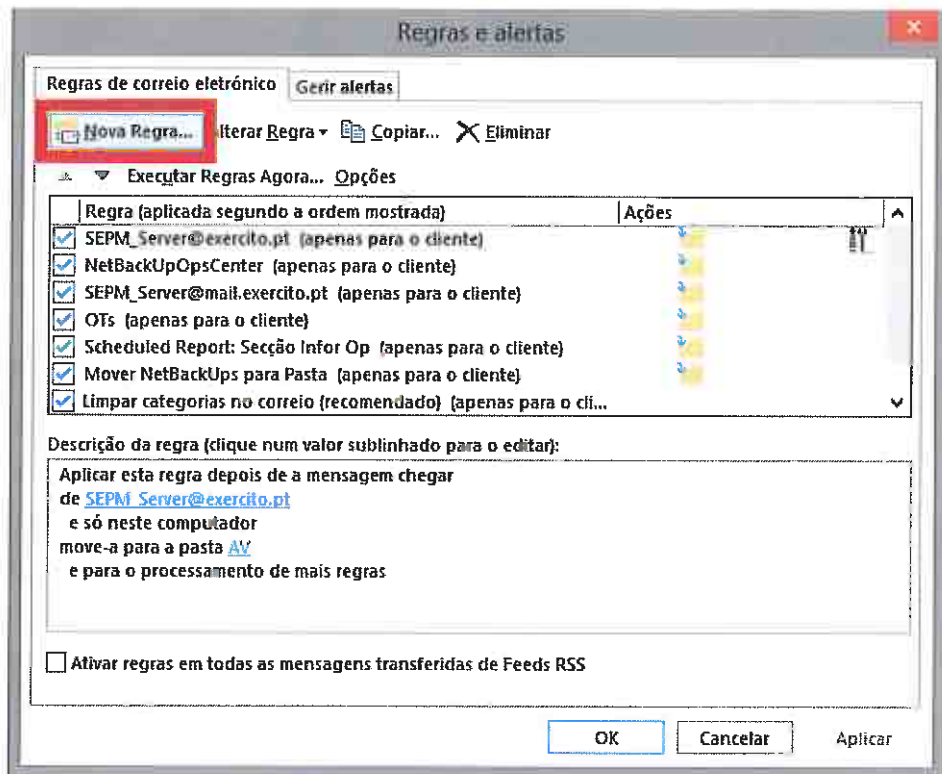 Regras e alertas
Regras de correio eletrónico Gerir alertas
Nova Regra... lterar Regra Copiar... Eliminar
Executar Regras Agora... Opções
Regra (aplicada segundo a ordem mostrada) Ações
SEPM_Server@exercito.pt (apenas para o cliente)
NetBackUpOpsCenter (apenas para o cliente)
SEPM_Server@mail.exercito.pt (apenas para o cliente)
OTs (apenas para o cliente)
Scheduled Report: Secção Infor Op (apenas para o cliente)
Mover NetBackUps para Pasta (apenas para o cliente)
Limpar categorias no correio (recomendado) (apenas para o cli...
Descrição da regra (clique num valor sublinhado para o editar):
Aplicar esta regra depois de a mensagem chegar
de SEPM_Server@exercito.pt
e só neste computador
move-a para a pasta AV
e para o processamento de mais regras
Ativar regras em todas as mensagens transferidas de Feeds RSS
OK Cancelar Aplicar